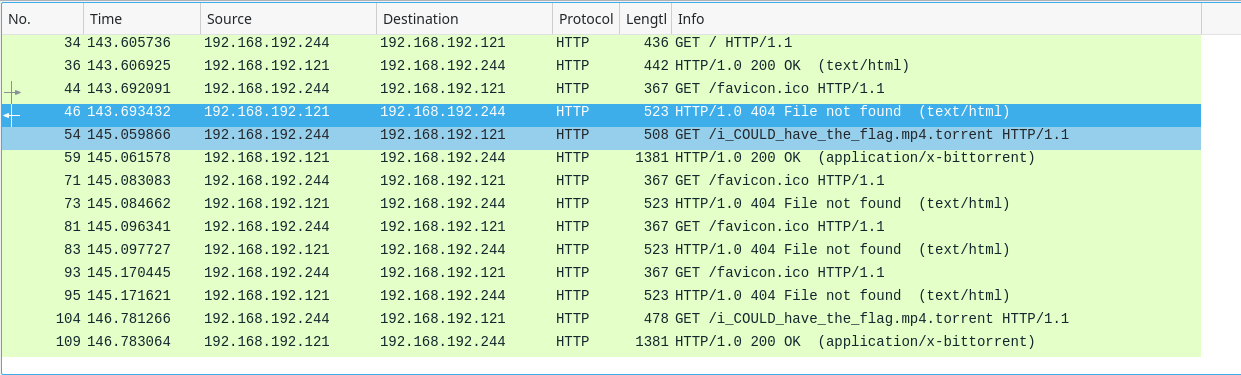 No. Time Source Destination Protocol Lengtl Info
34 143.605736 192.168.192.244 192.168.192.121 HTTP 436 GET / HTTP/1.1
36 143.606925 192.168.192.121 192.168.192.244 HTTP 442 HTTP/1.0 200 OK (text/html)
44 143.692091 192.168.192.244 192.168.192.121 HTTP 367 GET /favicon.ico HTTP/1.1
46 143.693432 192.168.192.121 192.168.192.244 HTTP 523 HTTP/1.0 404 File not found (text/html)
54 145.059866 192.168.192.244 192.168.192.121 HTTP 508 GET /i_COULD_have_the_flag.mp4.torrent HTTP/1.1
59 145.061578 192.168.192.121 192.168.192.244 HTTP 1381 HTTP/1.0 200 OK (application/x-bittorrent)
71 145.083083 192.168.192.244 192.168.192.121 HTTP 367 GET /favicon.ico HTTP/1.1
73 145.084662 192.168.192.121 192.168.192.244 HTTP 523 HTTP/1.0 404 File not found (text/html)
81 145.096341 192.168.192.244 192.168.192.121 HTTP 367 GET /favicon.ico HTTP/1.1
83 145.097727 192.168.192.121 192.168.192.244 HTTP 523 HTTP/1.0 404 File not found (text/html)
93 145.170445 192.168.192.244 192.168.192.121 HTTP 367 GET /favicon.ico HTTP/1.1
95 145.171621 192.168.192.121 192.168.192.244 HTTP 523 HTTP/1.0 404 File not found (text/html)
104 146.781266 192.168.192.244 192.168.192.121 HTTP 478 GET /i_COULD_have_the_flag.mp4.torrent HTTP/1.1
109 146.783064 192.168.192.121 192.168.192.244 HTTP 1381 HTTP/1.0 200 OK (application/x-bittorrent)